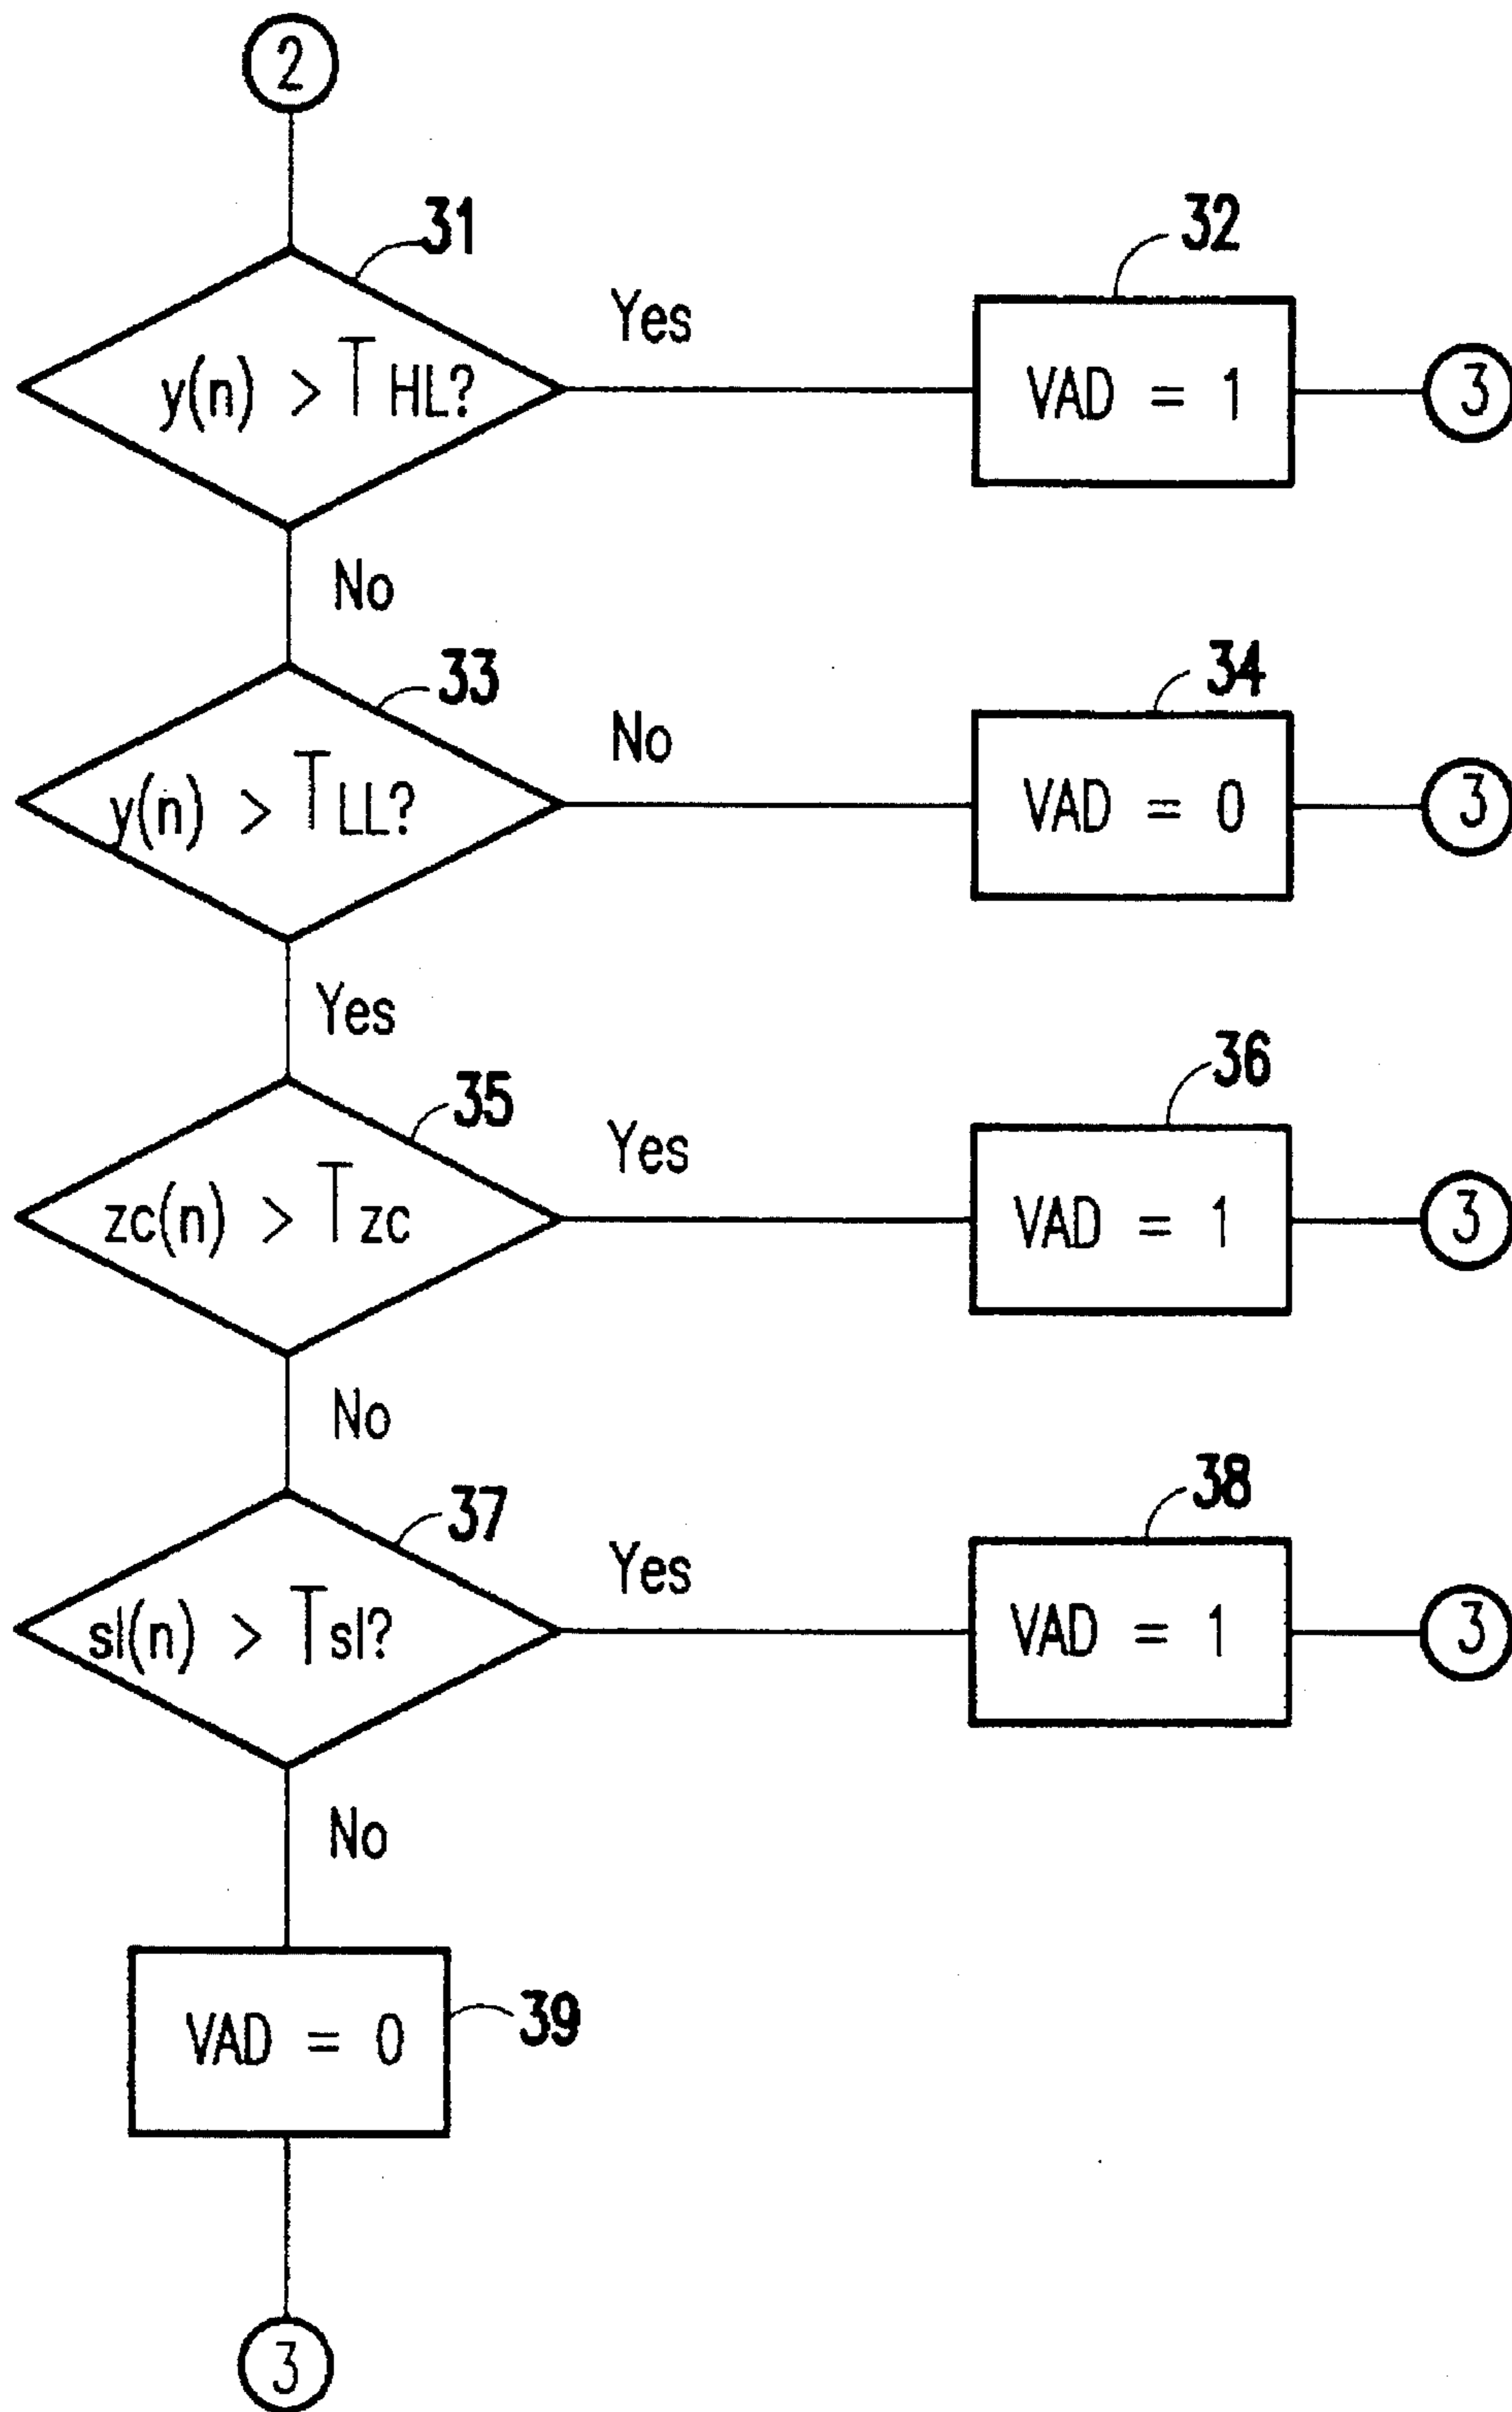 2
31
32
y(n) > T HL?
Yes
VAD = 1
3
No
33
34
y(n) > TLL?
No
VAD = 0
3
Yes
35
36
zc(n) > Tzc
Yes
VAD = 1
3
No
37
38
sl(n) > Tsl?
Yes
VAD = 1
3
No
VAD = 0
39
3